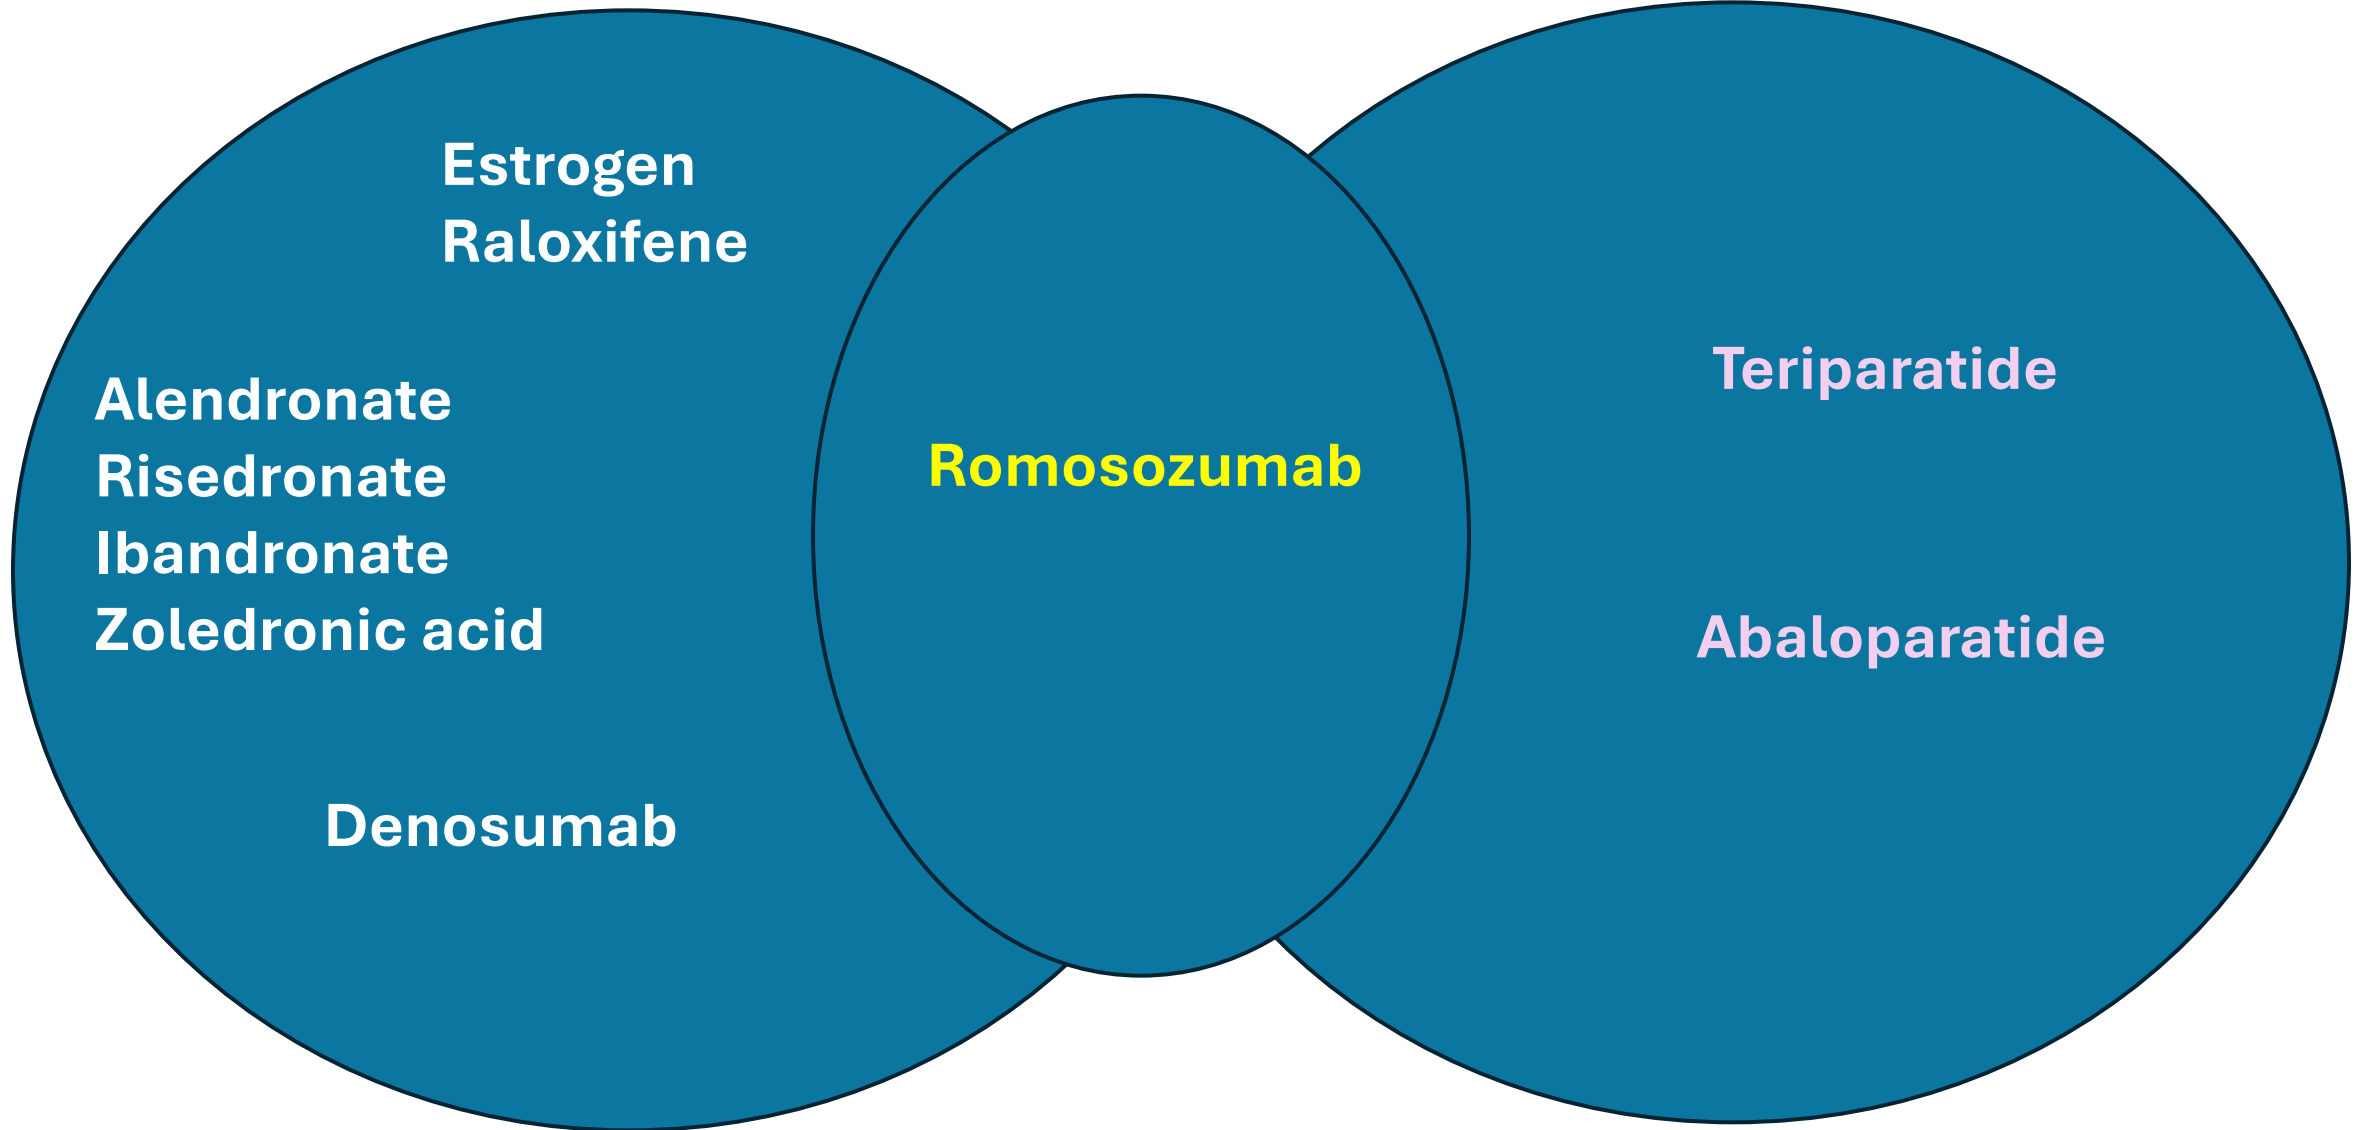 Estrogen
Raloxifene
Alendronate
Risedronate
Ibandronate
Zoledronic acid
Denosumab
Romosozumab
Teriparatide
Abaloparatide